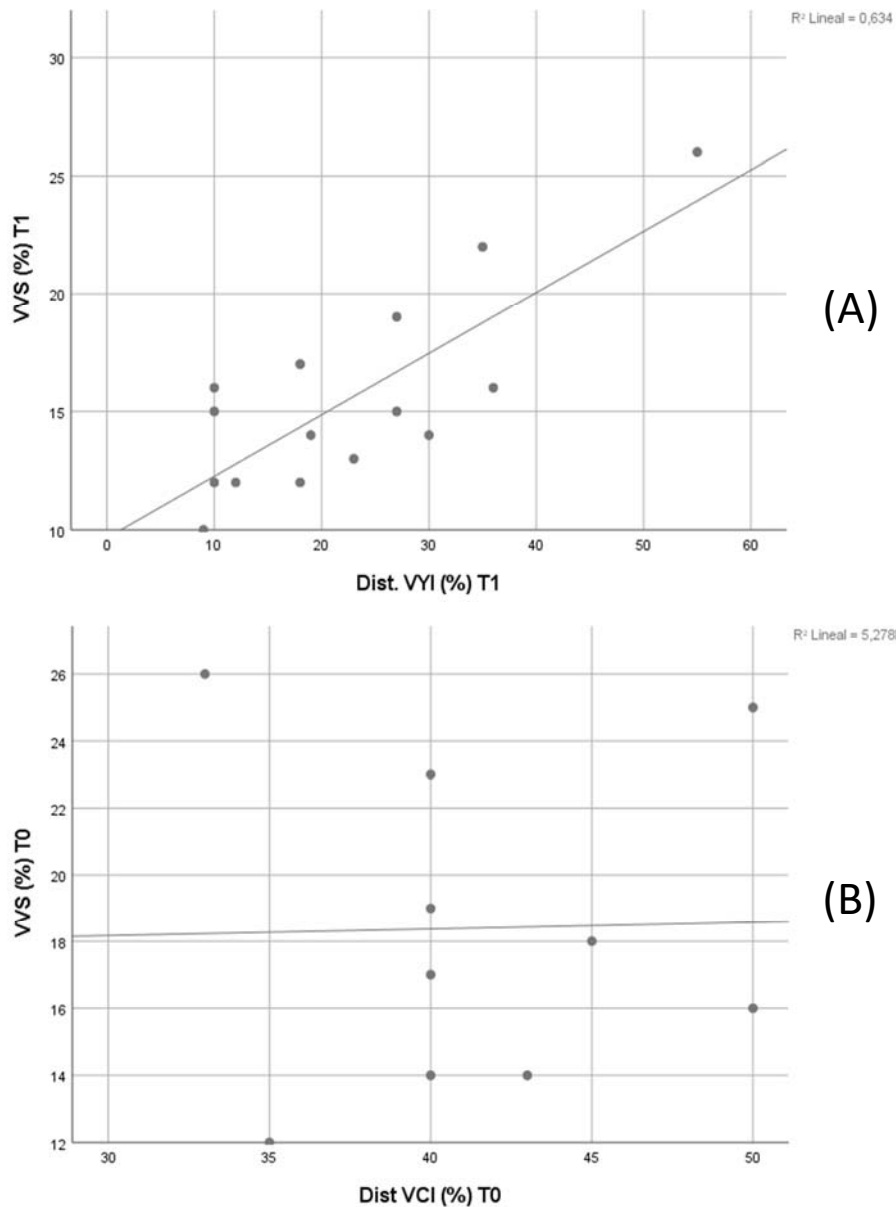 R² Lineal = 0,634
30
25
20
15
10
VVS (%) T1
(A)
0 10 20 30 40 50 60
Dist. VYI (%) T1
R² Lineal = 5,278
26
24
22
20
18
16
14
12
VVS (%) T0
(B)
30 35 40 45 50
Dist VCI (%) T0